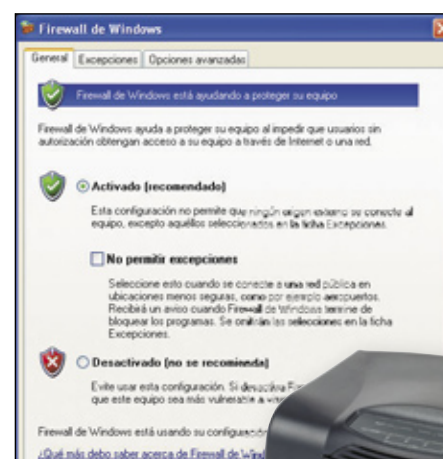 Firewall de Windows
General Excepciones Opciones avanzadas
Firewall de Windows está ayudando a proteger su equipo
Firewall de Windows ayuda a proteger su equipo al impedir que usuarios sin
autorización obtengan acceso a su equipo a través de Internet o una red.
Activado (recomendado)
Esta configuración no permite que ningún origen externo se conecte al
equipo, excepto aquéllos seleccionados en la ficha Excepciones.
No permitir excepciones
Seleccione esto cuando se conecte a una red pública en
ubicaciones menos seguras, como por ejemplo aeropuertos.
Recibirá un aviso cuando Firewall de Windows termine de
bloquear los programas. Se omitirán las selecciones en la ficha
Excepciones.
Desactivado (no se recomienda)
Evite usar esta configuración. Si desactiva
que este equipo sea más vulnerable a
Firewall de Windows está usando su
¿Qué más debo saber acerca de Firewall de